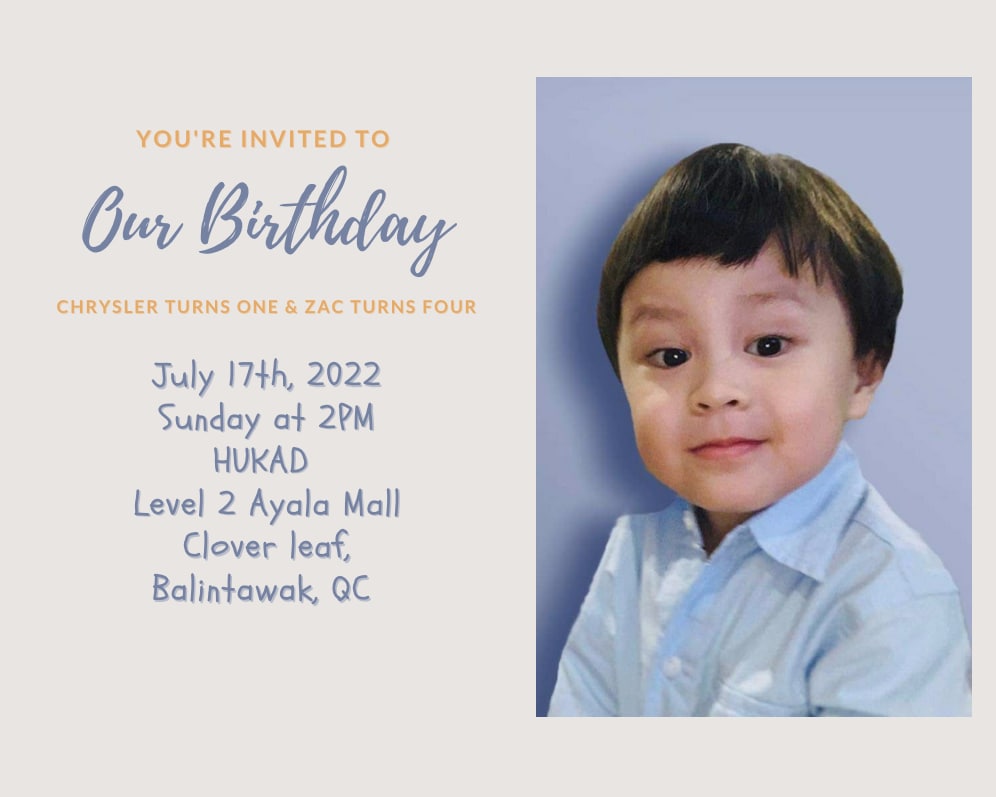 YOU'RE INVITED TO
Our Birthday
CHRYSLER TURNS ONE & ZAC TURNS FOUR
July 17th, 2022
Sunday at 2PM
HUKAD
Level 2 Ayala Mall
Clover leaf,
Balintawak, QC